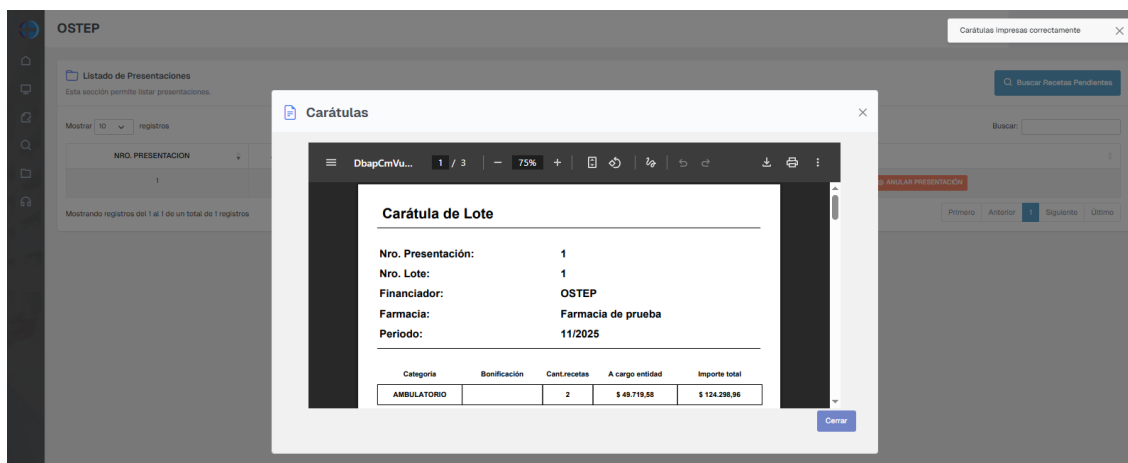 OSTEP
Carátulas impresas correctamente
Listado de Presentaciones
Esta sección permite listar presentaciones.
Buscar Recetas Pendientes
Carátulas
Mostrar 10 registros
Buscar:
NRO. PRESENTACION
DbapCmVu... 1 / 3 75%
1
ANULAR PRESENTACIÓN
Mostrando registros del 1 al 1 de un total de 1 registros
Primero Anterior 1 Siguiente Último
Carátula de Lote
Nro. Presentación: 1
Nro. Lote: 1
Financiador: OSTEP
Farmacia: Farmacia de prueba
Periodo: 11/2025
Categoria Bonificación Cant.recetas A cargo entidad Importe total
AMBULATORIO 2 $ 49.719,58 $ 124.298,96
Cerrar